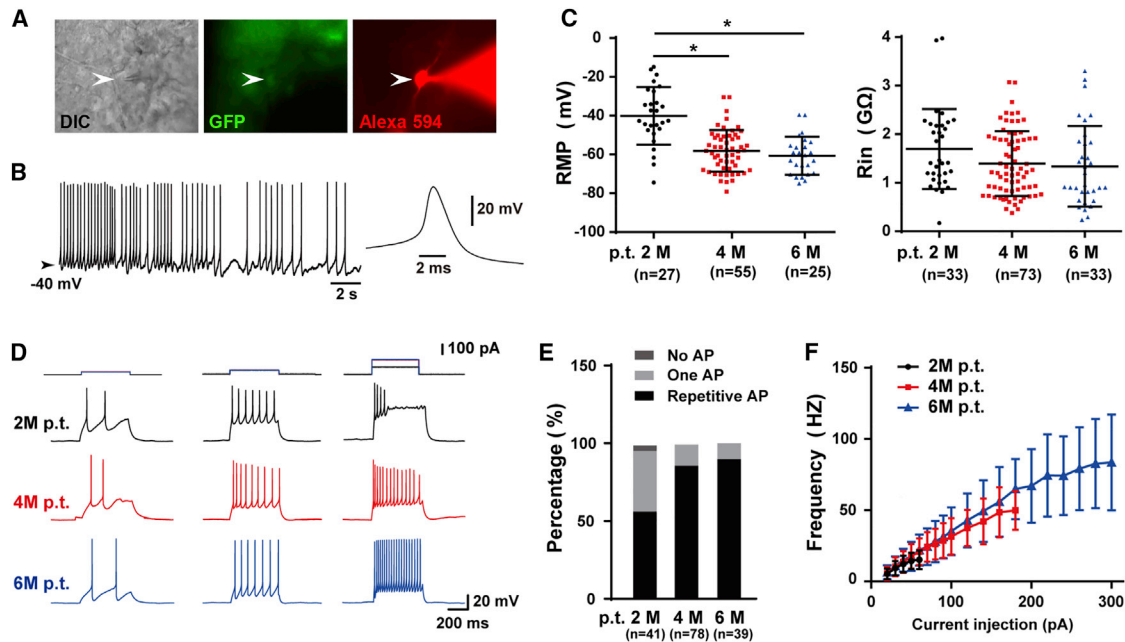 A
DIC
GFP
Alexa 594
B
-40 mV
2 s
20 mV
2 ms
C
RMP (mV)
0
-20
-40
-60
-80
-100
*
*
p.t. 2 M 4 M 6 M
(n=27) (n=55) (n=25)
Rin (GΩ)
4
3
2
1
0
2 M 4 M 6 M
(n=33) (n=73) (n=33)
D
100 pA
2M p.t.
4M p.t.
6M p.t.
20 mV
200 ms
E
No AP
One AP
Repetitive AP
Percentage (%)
150
100
50
0
p.t. 2 M 4 M 6 M
(n=41) (n=78) (n=39)
F
2M p.t.
4M p.t.
6M p.t.
Frequency (HZ)
150
100
50
0
0 100 200 300
Current injection (pA)